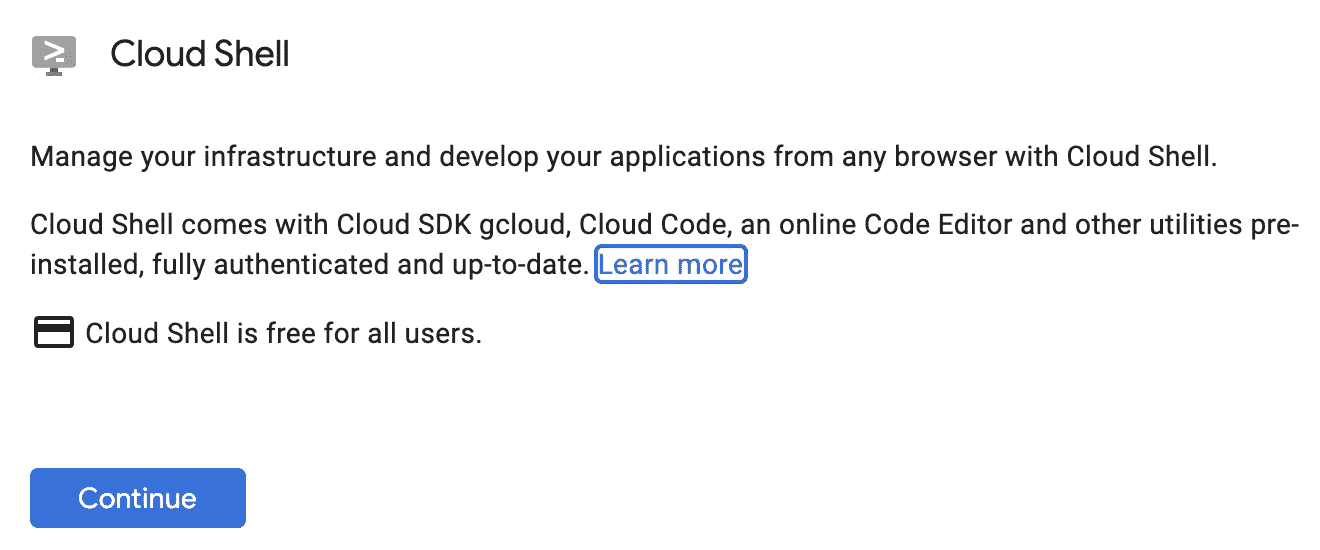 Cloud Shell
Manage your infrastructure and develop your applications from any browser with Cloud Shell.
Cloud Shell comes with Cloud SDK gcloud, Cloud Code, an online Code Editor and other utilities pre-
installed, fully authenticated and up-to-date. Learn more
Cloud Shell is free for all users.
Continue